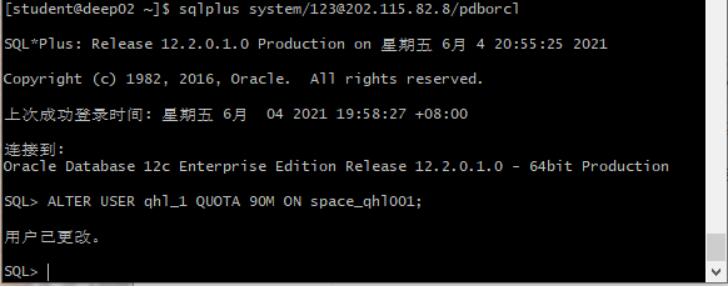 [student@deep02 ~]$ sqlplus system/123@202.115.82.8/pdborcl
SQL*Plus: Release 12.2.0.1.0 Production on 星期五 6月 4 20:55:25 2021
Copyright (c) 1982, 2016, Oracle.  All rights reserved.
上次成功登录时间: 星期五 6月  04 2021 19:58:27 +08:00
连接到:
Oracle Database 12c Enterprise Edition Release 12.2.0.1.0 - 64bit Production
SQL> ALTER USER qhl_1 QUOTA 90M ON space_qhl001;
用户已更改。
SQL>